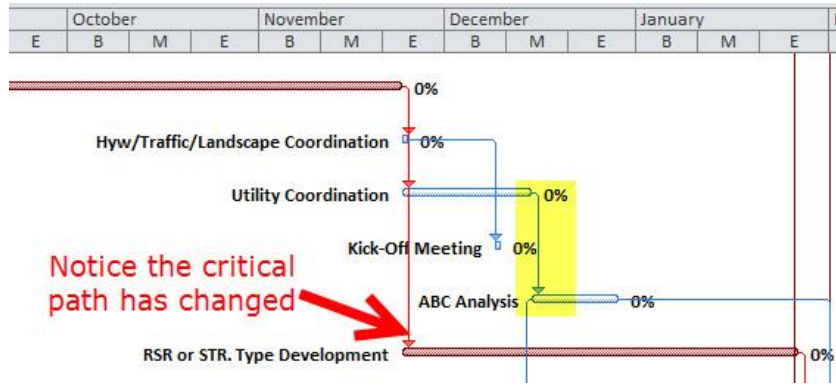 October November December January
E B M E B M E B M E B M E
0%
Hyw/Traffic/Landscape Coordination 0%
Utility Coordination 0%
Kick-Off Meeting 0%
Notice the critical
path has changed
ABC Analysis 0%
RSR or STR. Type Development 0%